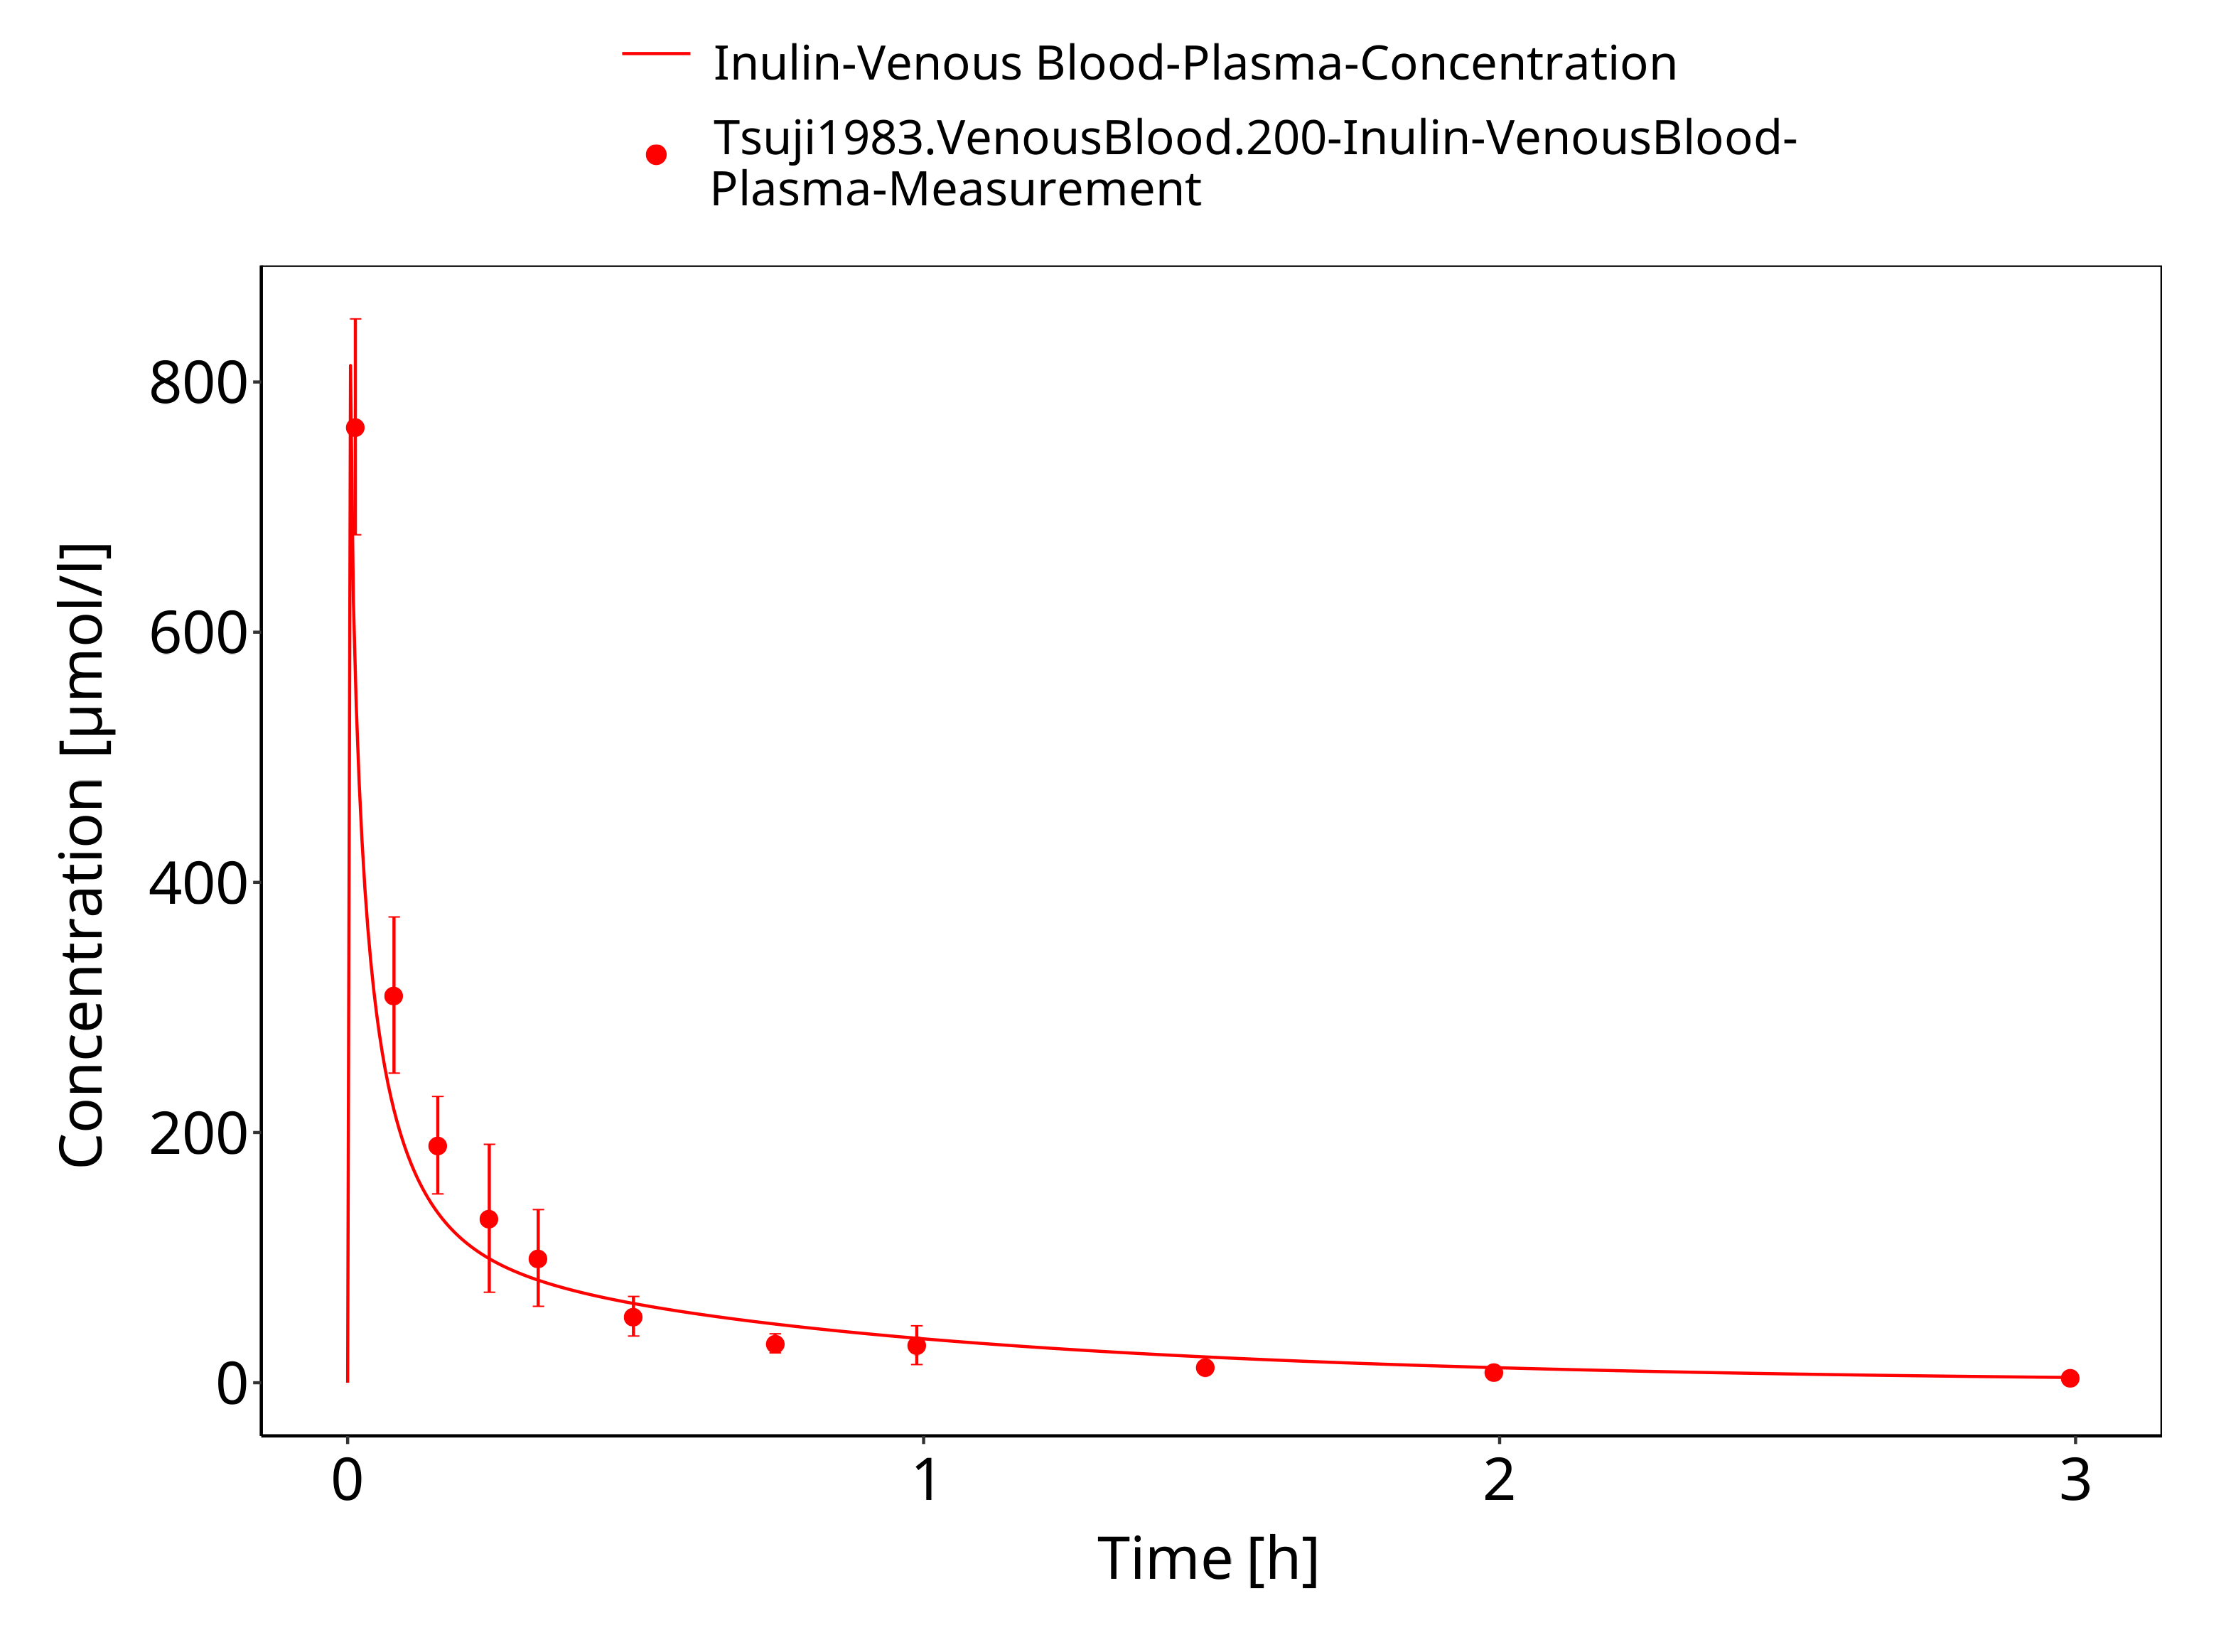 Inulin-Venous Blood-Plasma-Concentration
Tsuji1983.VenousBlood.200-Inulin-VenousBlood-
Plasma-Measurement
Concentration [µmol/l]
800
600
400
200
0
0 1 2 3
Time [h]